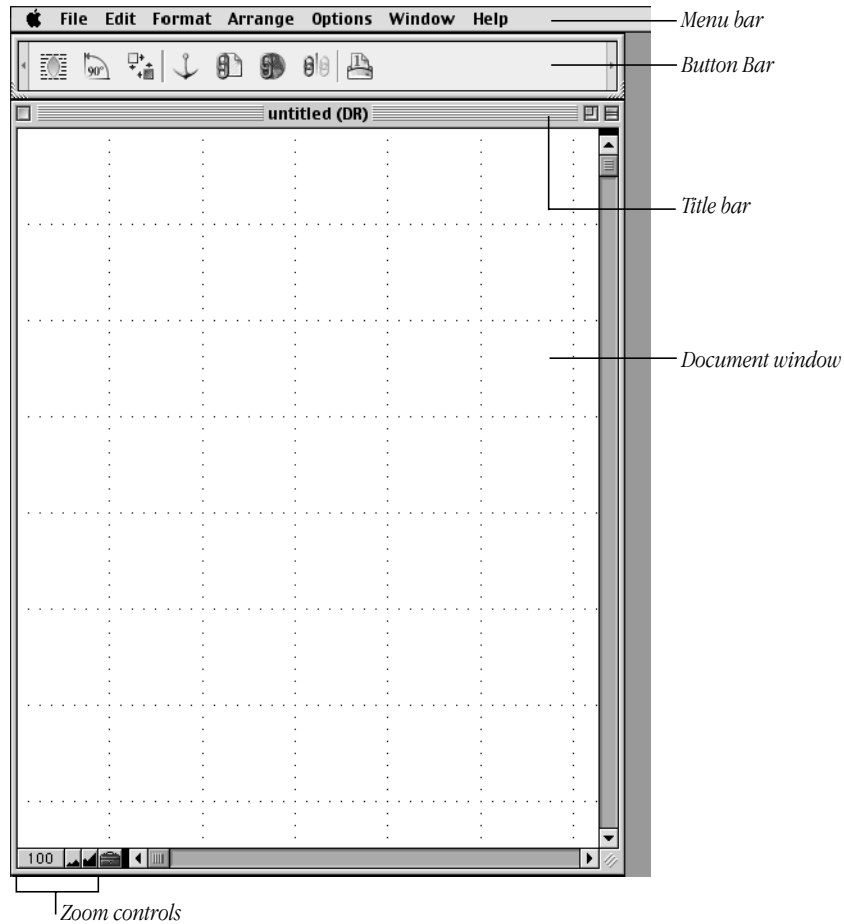 File Edit Format Arrange Options Window Help
Menu bar
90°
1
Button Bar
untitled (DR)
Title bar
Document window
100
Zoom controls